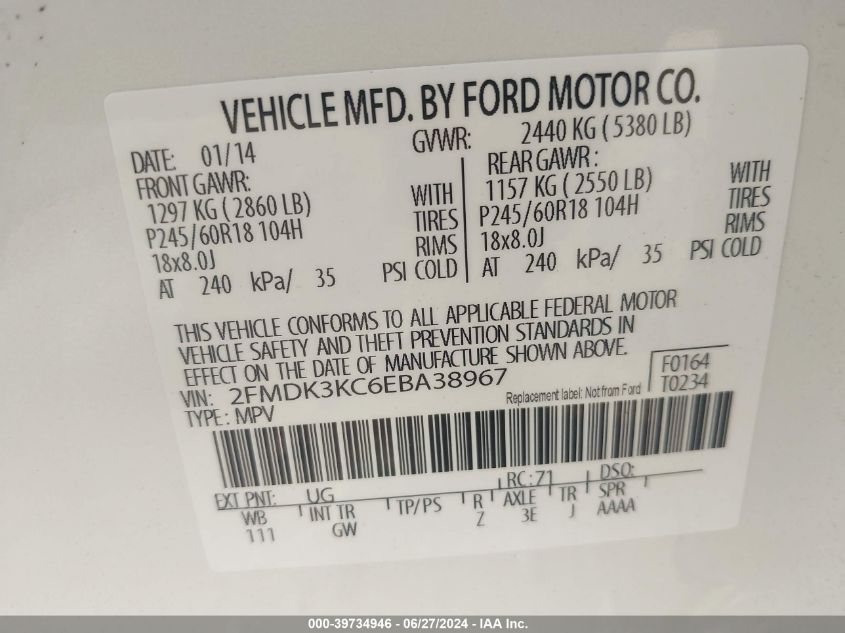 VEHICLE MFD. BY FORD MOTOR CO.
DATE: 01/14 GVWR: 2440 KG ( 5380 LB)
FRONT GAWR: REAR GAWR :
1297 KG ( 2860 LB) WITH 1157 KG ( 2550 LB) WITH
P245/60R18 104H TIRES P245/60R18 104H TIRES
18x8.0J RIMS 18x8.0J RIMS
AT 240 kPa/ 35 PSI COLD AT 240 kPa/ 35 PSI COLD
THIS VEHICLE CONFORMS TO ALL APPLICABLE FEDERAL MOTOR
VEHICLE SAFETY AND THEFT PREVENTION STANDARDS IN
EFFECT ON THE DATE OF MANUFACTURE SHOWN ABOVE.
VIN: 2FMDK3KC6EBA38967
Replacement label: Not from Ford
F0164
T0234
TYPE: MPV
EXT PNT: UG RC: 71 DSO:
WB INT TR TP/PS R AXLE TR SPR
111 GW Z 3E J AAAA
000-39734946 - 06/27/2024 - IAA Inc.